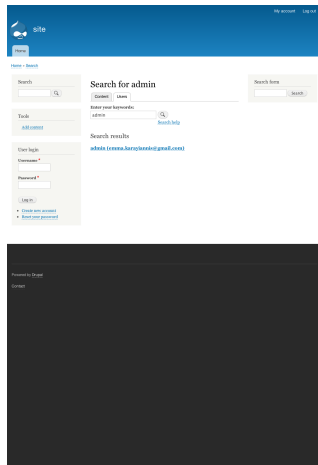 My account Log out
site
Home
Home » Search
Search
Tools
Add content
User login
Username *
Password *
Log in
Create new account
Reset your password
Search for admin
Content Users
Enter your keywords:
admin
Search help
Search results
admin (emma.karayiannis@gmail.com)
Search form
Search
Powered by Drupal
Contact